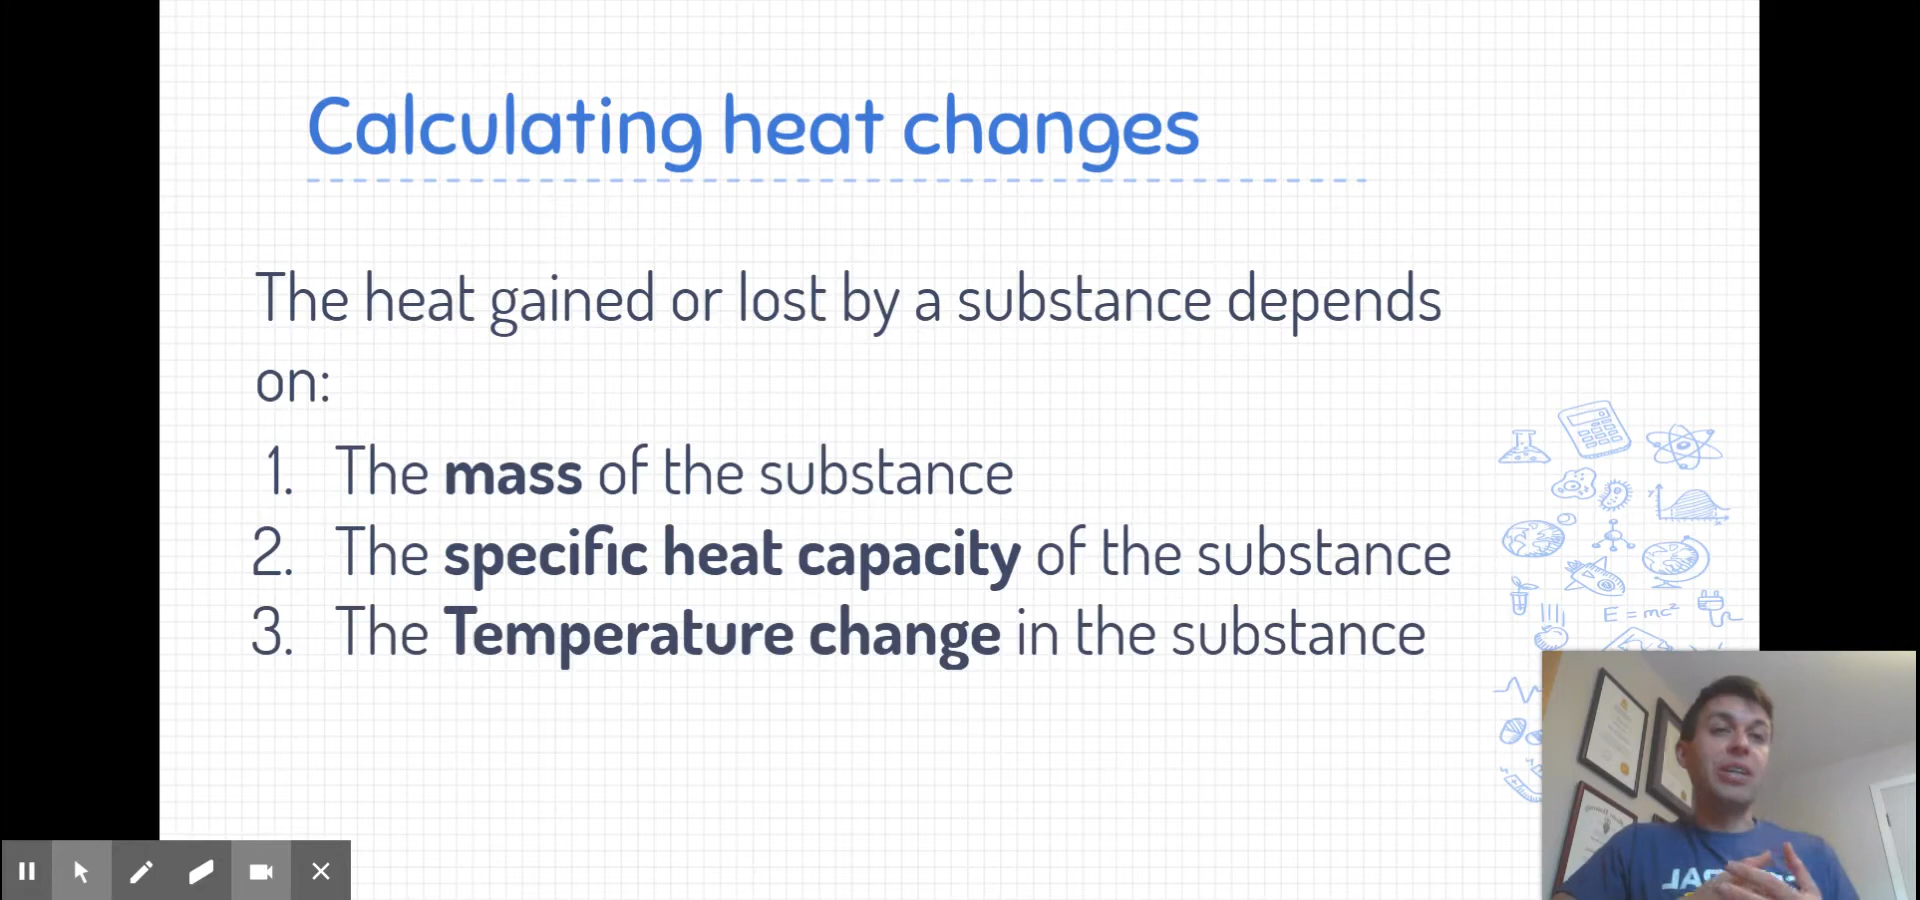 Calculating heat changes
The heat gained or lost by a substance depends
on:
1. The mass of the substance
2. The specific heat capacity of the substance
3. The Temperature change in the substance
E = mc²